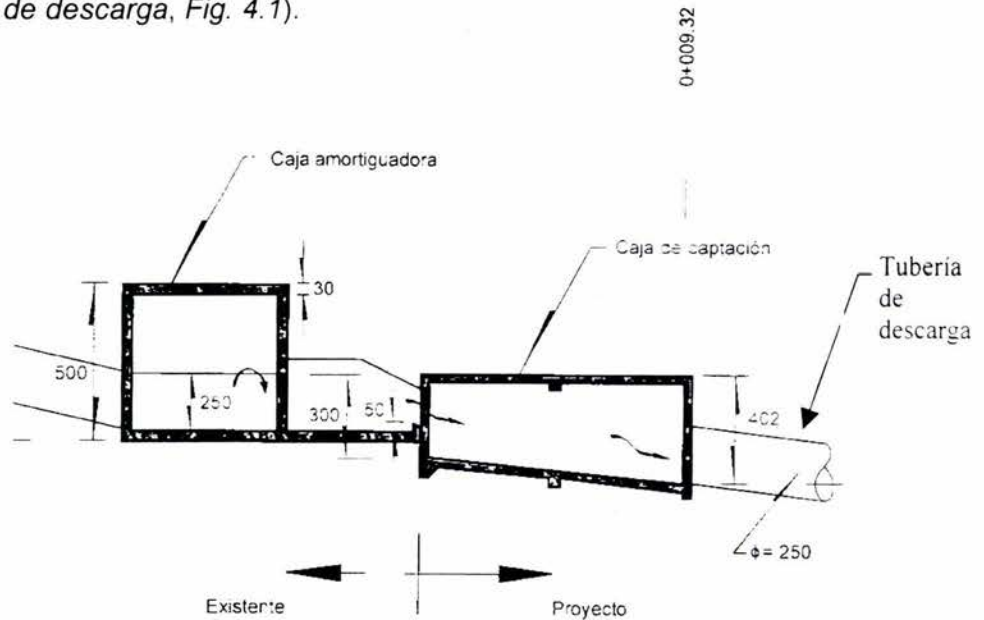 de descarga, Fig. 4.1).
0+009.32
Caja amortiguadora
Caja de captación
30
Tubería
de
descarga
500
250
300
50
402
ϕ= 250
Existente
Proyecto